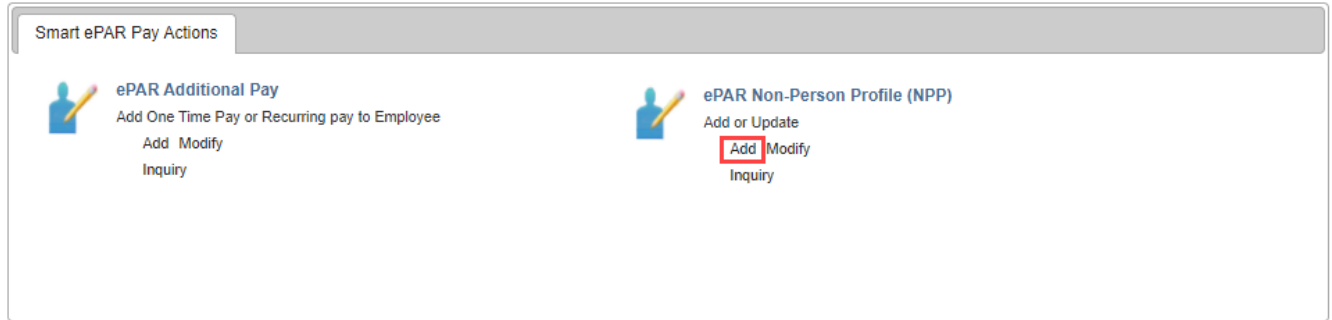 Smart ePAR Pay Actions
ePAR Additional Pay
Add One Time Pay or Recurring pay to Employee
Add Modify
Inquiry
ePAR Non-Person Profile (NPP)
Add or Update
Add Modify
Inquiry